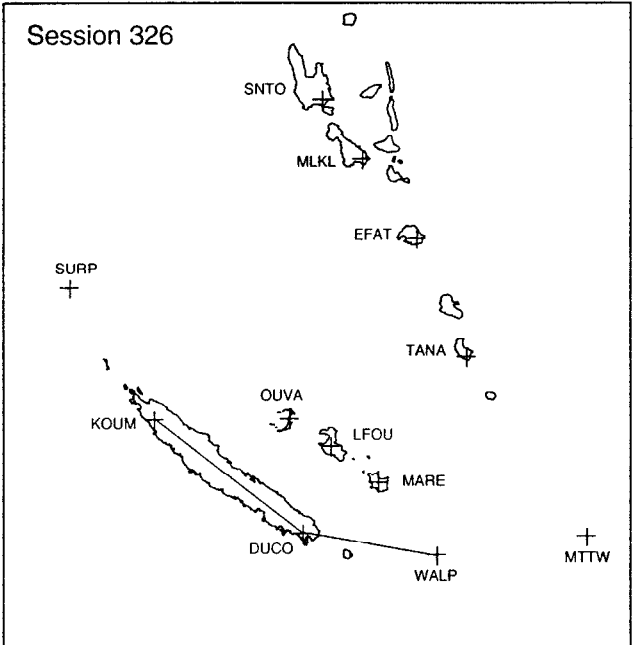 Session 326
SNTO
MLKL
EFAT
SURP
TANA
OUVA
KOUM
LFOU
MARE
DUCO
WALP
MTTW